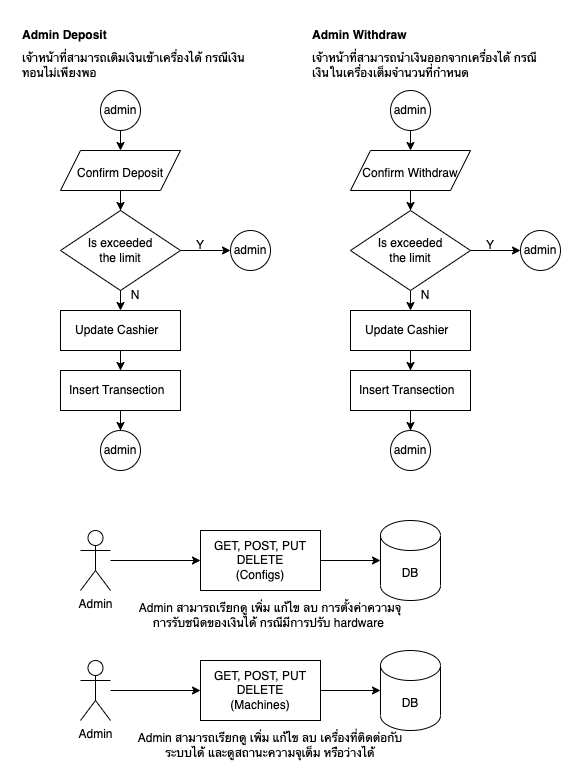 Admin Deposit
เจ้าหน้าที่สามารถเติมเงินเข้าเครื่องได้ กรณีเงิน
ทอนไม่เพียงพอ
admin
Confirm Deposit
Is exceeded
the limit
Y
admin
N
Update Cashier
Insert Transection
admin
Admin Withdraw
เจ้าหน้าที่สามารถนำเงินออกจากเครื่องได้ กรณี
เงินในเครื่องเต็มจำนวนที่กำหนด
admin
Confirm Withdraw
Is exceeded
the limit
Y
admin
N
Update Cashier
Insert Transection
admin
Admin
GET, POST, PUT
DELETE
(Configs)
DB
Admin สามารถเรียกดู เพิ่ม แก้ไข ลบ การตั้งค่าความจุ
การรับชนิดของเงินได้ กรณีมีการปรับ hardware
Admin
GET, POST, PUT
DELETE
(Machines)
DB
Admin สามารถเรียกดู เพิ่ม แก้ไข ลบ เครื่องที่ติดต่อกับ
ระบบได้ และดูสถานะความจุเต็ม หรือว่างได้